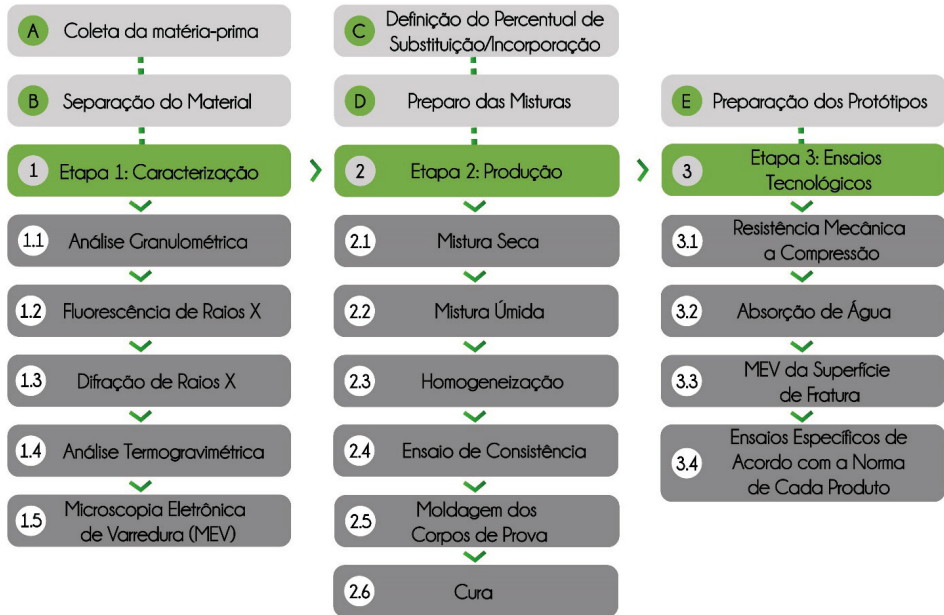 A
Coleta da matéria-prima
B
Separação do Material
1
Etapa 1: Caracterização
1.1
Análise Granulométrica
1.2
Fluorescência de Raios X
1.3
Difração de Raios X
1.4
Análise Termogravimétrica
1.5
Microscopia Eletrônica
de Varredura (MEV)
C
Definição do Percentual de
Substituição/Incorporação
D
Preparo das Misturas
2
Etapa 2: Produção
2.1
Mistura Seca
2.2
Mistura Úmida
2.3
Homogeneização
2.4
Ensaio de Consistência
2.5
Moldagem dos
Corpos de Prova
2.6
Cura
E
Preparação dos Protótipos
3
Etapa 3: Ensaios
Tecnológicos
3.1
Resistência Mecânica
a Compressão
3.2
Absorção de Água
3.3
MEV da Superfície
de Fratura
3.4
Ensaios Específicos de
Acordo com a Norma
de Cada Produto